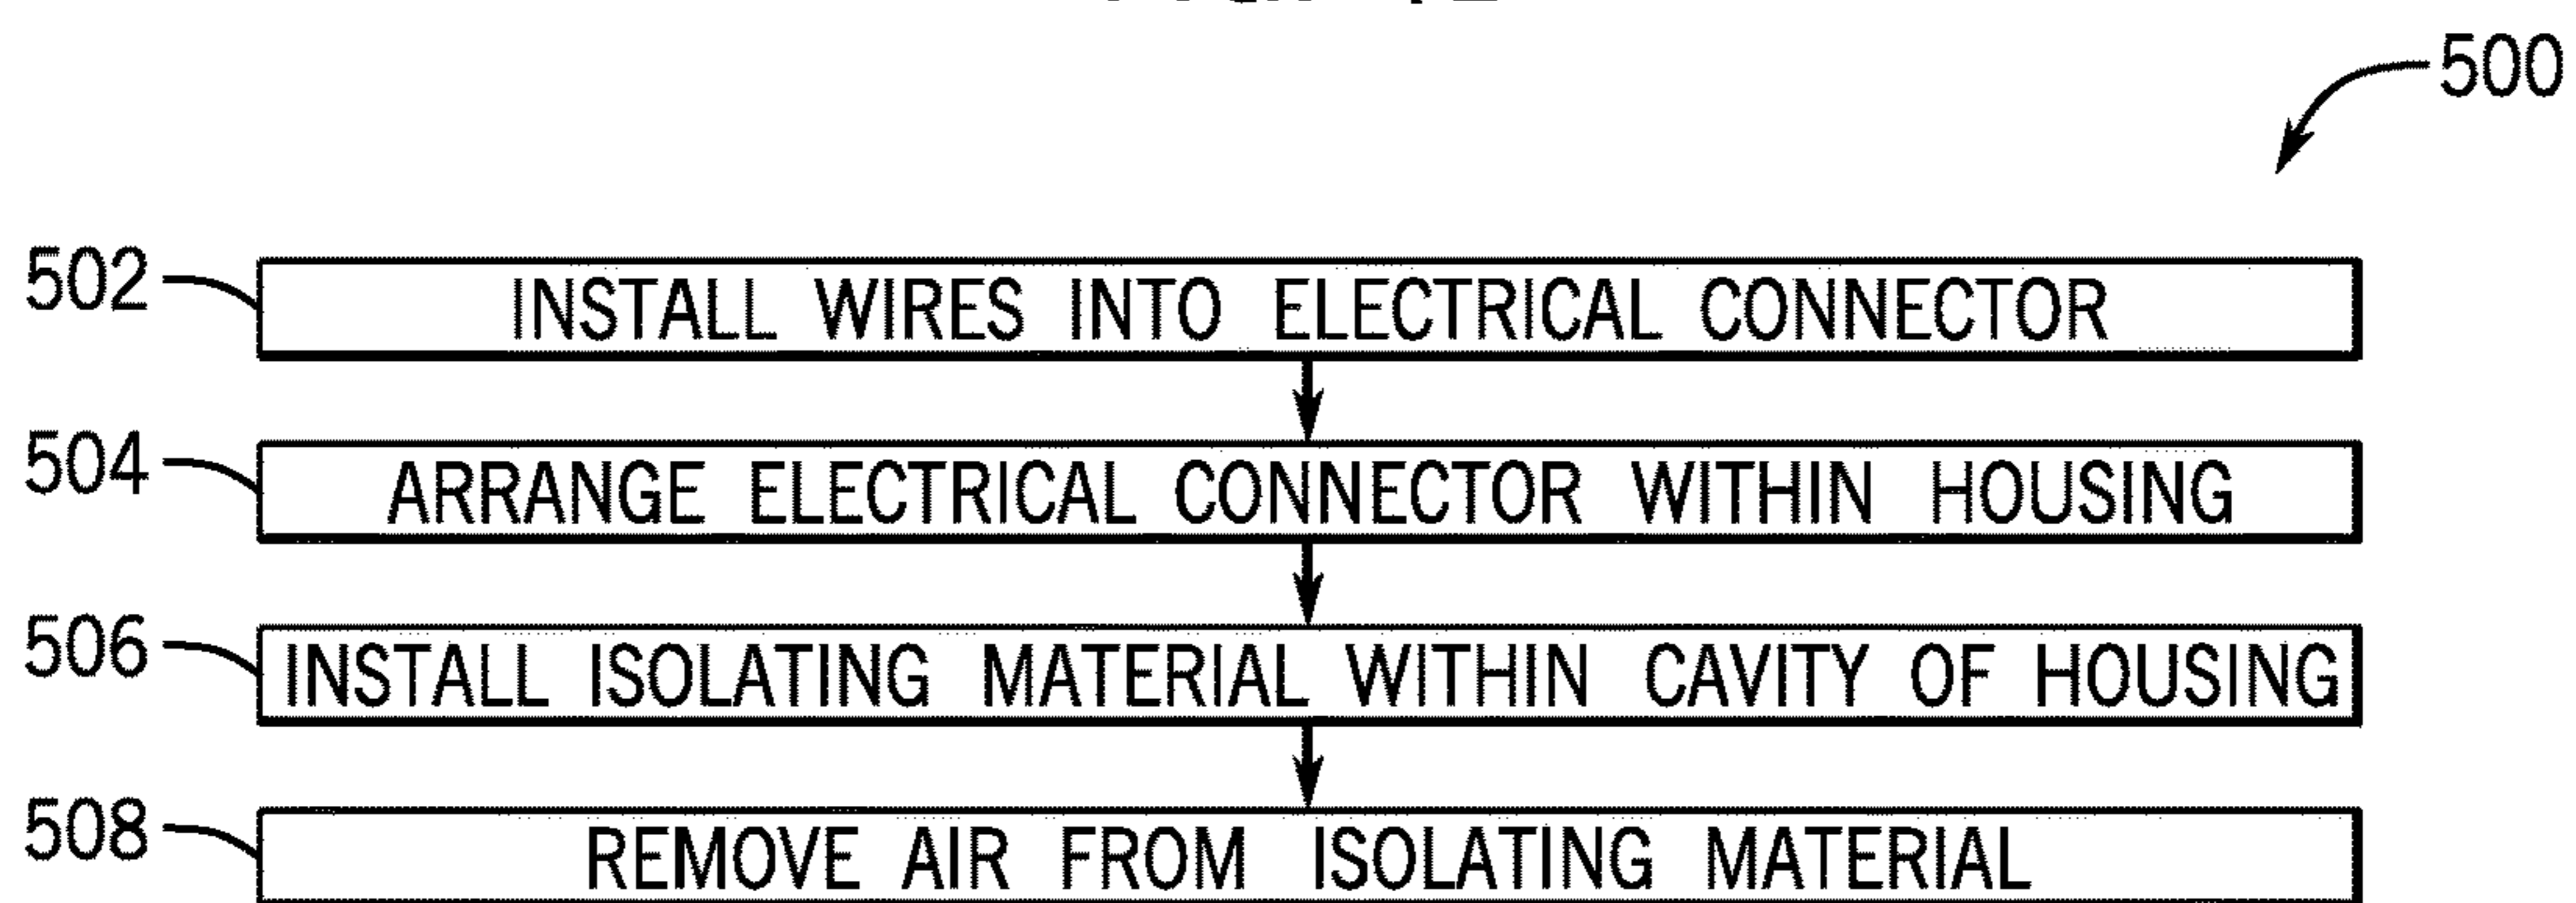 500
502 INSTALL WIRES INTO ELECTRICAL CONNECTOR
504 ARRANGE ELECTRICAL CONNECTOR WITHIN HOUSING
506 INSTALL ISOLATING MATERIAL WITHIN CAVITY OF HOUSING
508 REMOVE AIR FROM ISOLATING MATERIAL